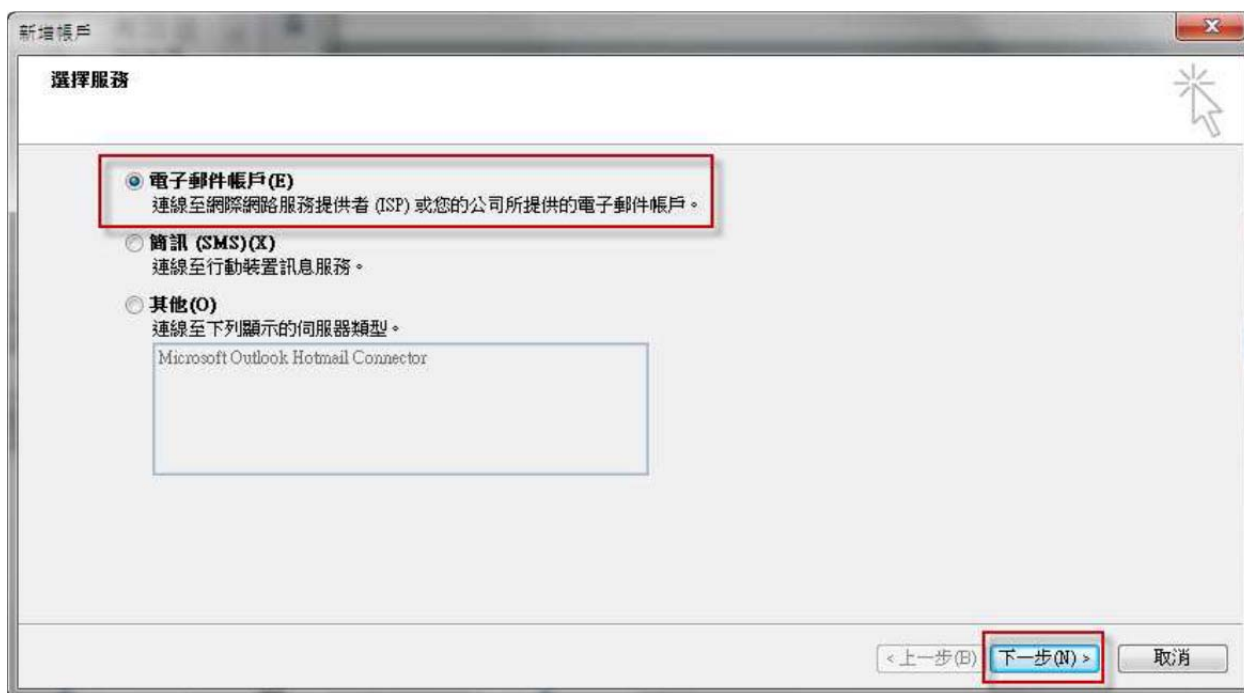 新增帳戶
選擇服務
電子郵件帳戶(E)
連線至網際網路服務提供者 (ISP) 或您的公司所提供的電子郵件帳戶。
簡訊 (SMS)(X)
連線至行動裝置訊息服務。
其他(O)
連線至下列顯示的伺服器類型。
Microsoft Outlook Hotmail Connector
<上一步(B) 下一步(N) > 取消